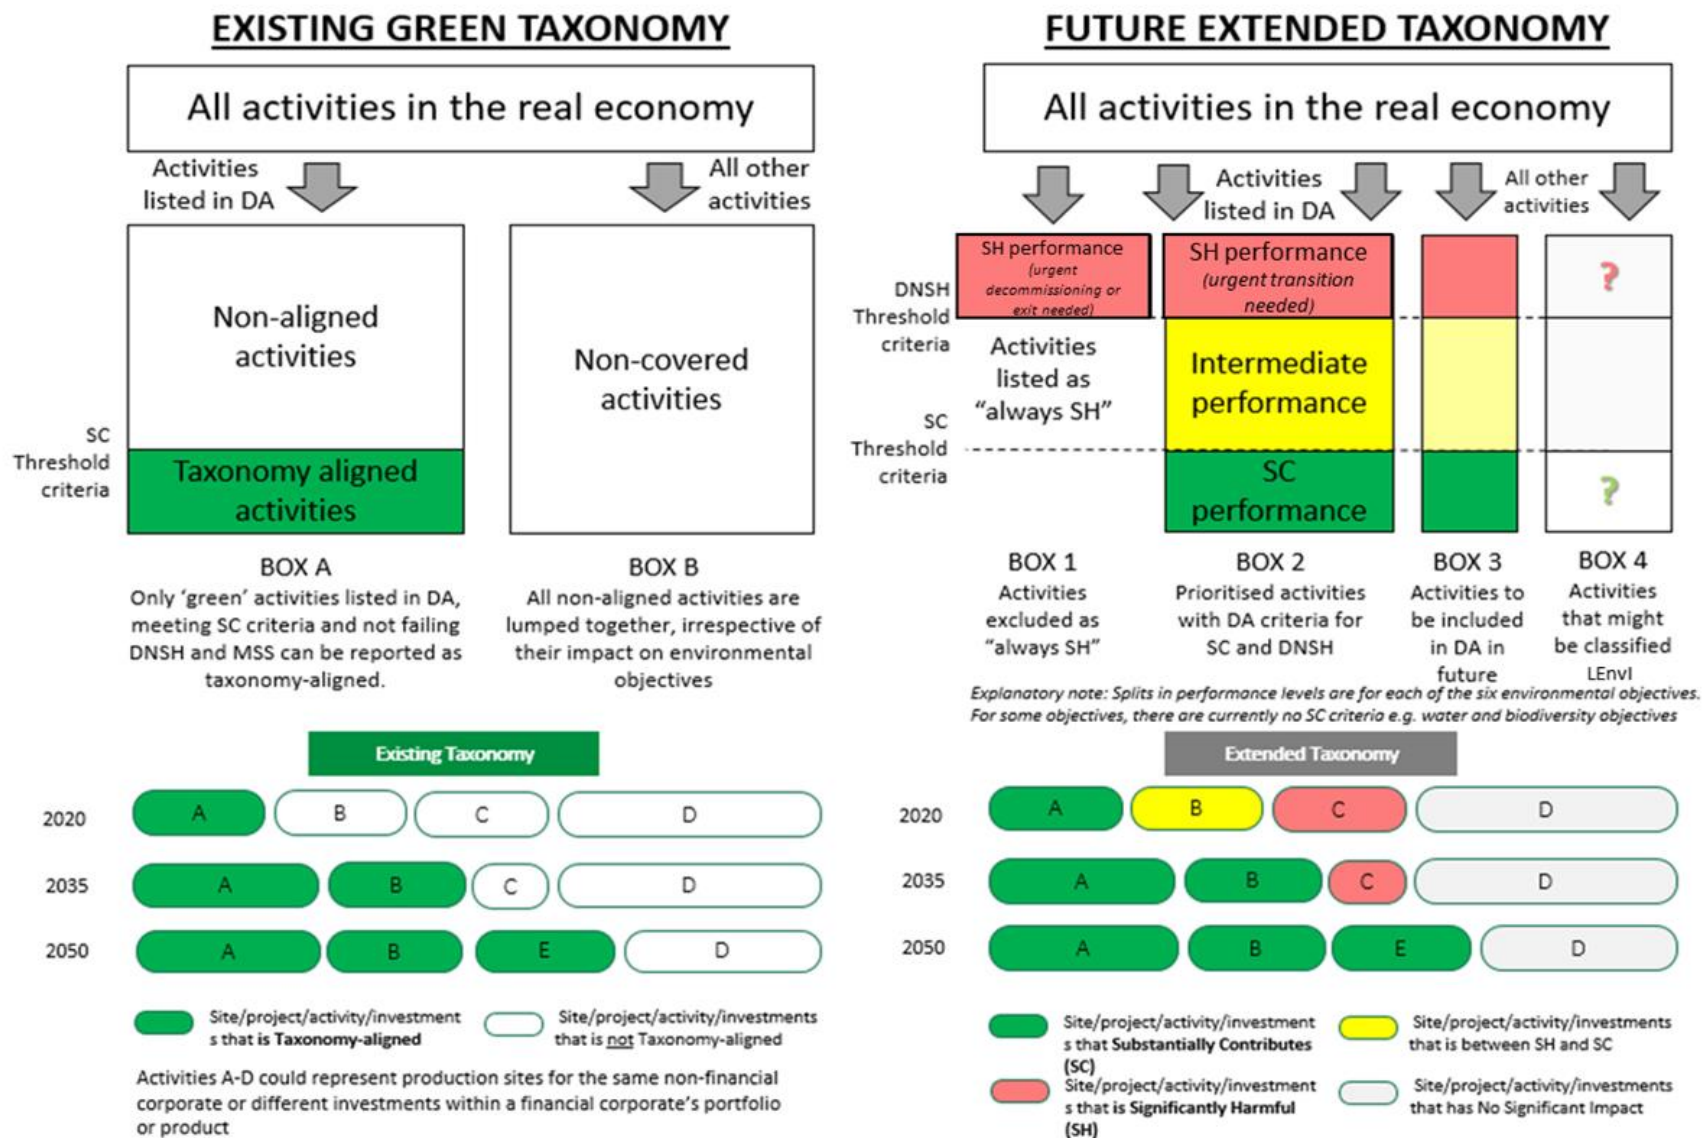 EXISTING GREEN TAXONOMY
All activities in the real economy
Activities
listed in DA
All other
activities
Non-aligned
activities
Non-covered
activities
SC
Threshold
criteria
Taxonomy aligned
activities
BOX A
Only ‘green’ activities listed in DA,
meeting SC criteria and not failing
DNSH and MSS can be reported as
taxonomy-aligned.
BOX B
All non-aligned activities are
lumped together, irrespective of
their impact on environmental
objectives
FUTURE EXTENDED TAXONOMY
All activities in the real economy
Activities
listed in DA
All other
activities
SH performance
(urgent
decommissioning or
exit needed)
SH performance
(urgent transition
needed)
?
DNSH
Threshold
criteria
Activities
listed as
“always SH”
Intermediate
performance
SC
Threshold
criteria
SC
performance
?
BOX 1
Activities
excluded as
“always SH”
BOX 2
Prioritised activities
with DA criteria for
SC and DNSH
BOX 3
Activities to
be included
in DA in
future
BOX 4
Activities
that might
be classified
LEnvI
Explanatory note: Splits in performance levels are for each of the six environmental objectives.
For some objectives, there are currently no SC criteria e.g. water and biodiversity objectives
Existing Taxonomy
2020 A B C D
2035 A B C D
2050 A B E D
Site/project/activity/investment
s that is Taxonomy-aligned
Site/project/activity/investments
that is not Taxonomy-aligned
Activities A-D could represent production sites for the same non-financial
corporate or different investments within a financial corporate’s portfolio
or product
Extended Taxonomy
2020 A B C D
2035 A B C D
2050 A B E D
Site/project/activity/investment
s that Substantially Contributes
(SC)
Site/project/activity/investments
that is between SH and SC
Site/project/activity/investment
s that is Significantly Harmful
(SH)
Site/project/activity/investments
that has No Significant Impact